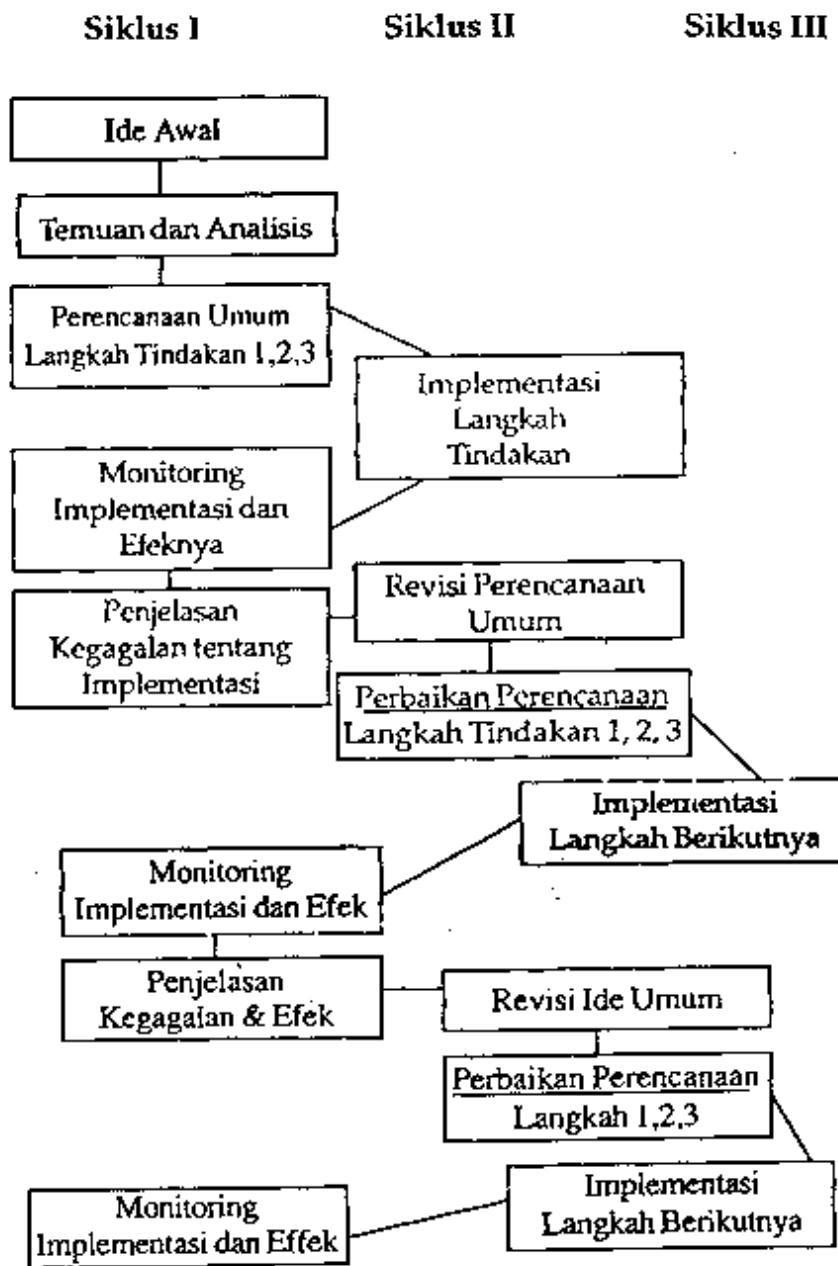 Siklus I Siklus II Siklus III
Ide Awal
Temuan dan Analisis
Perencanaan Umum
Langkah Tindakan 1,2,3
Implementasi
Langkah
Tindakan
Monitoring
Implementasi dan
Efeknya
Penjelasan
Kegagalan tentang
Implementasi
Revisi Perencanaan
Umum
Perbaikan Perencanaan
Langkah Tindakan 1, 2, 3
Implementasi
Langkah Berikutnya
Monitoring
Implementasi dan Efek
Penjelasan
Kegagalan & Efek
Revisi Ide Umum
Perbaikan Perencanaan
Langkah 1,2,3
Implementasi
Langkah Berikutnya
Monitoring
Implementasi dan Effek